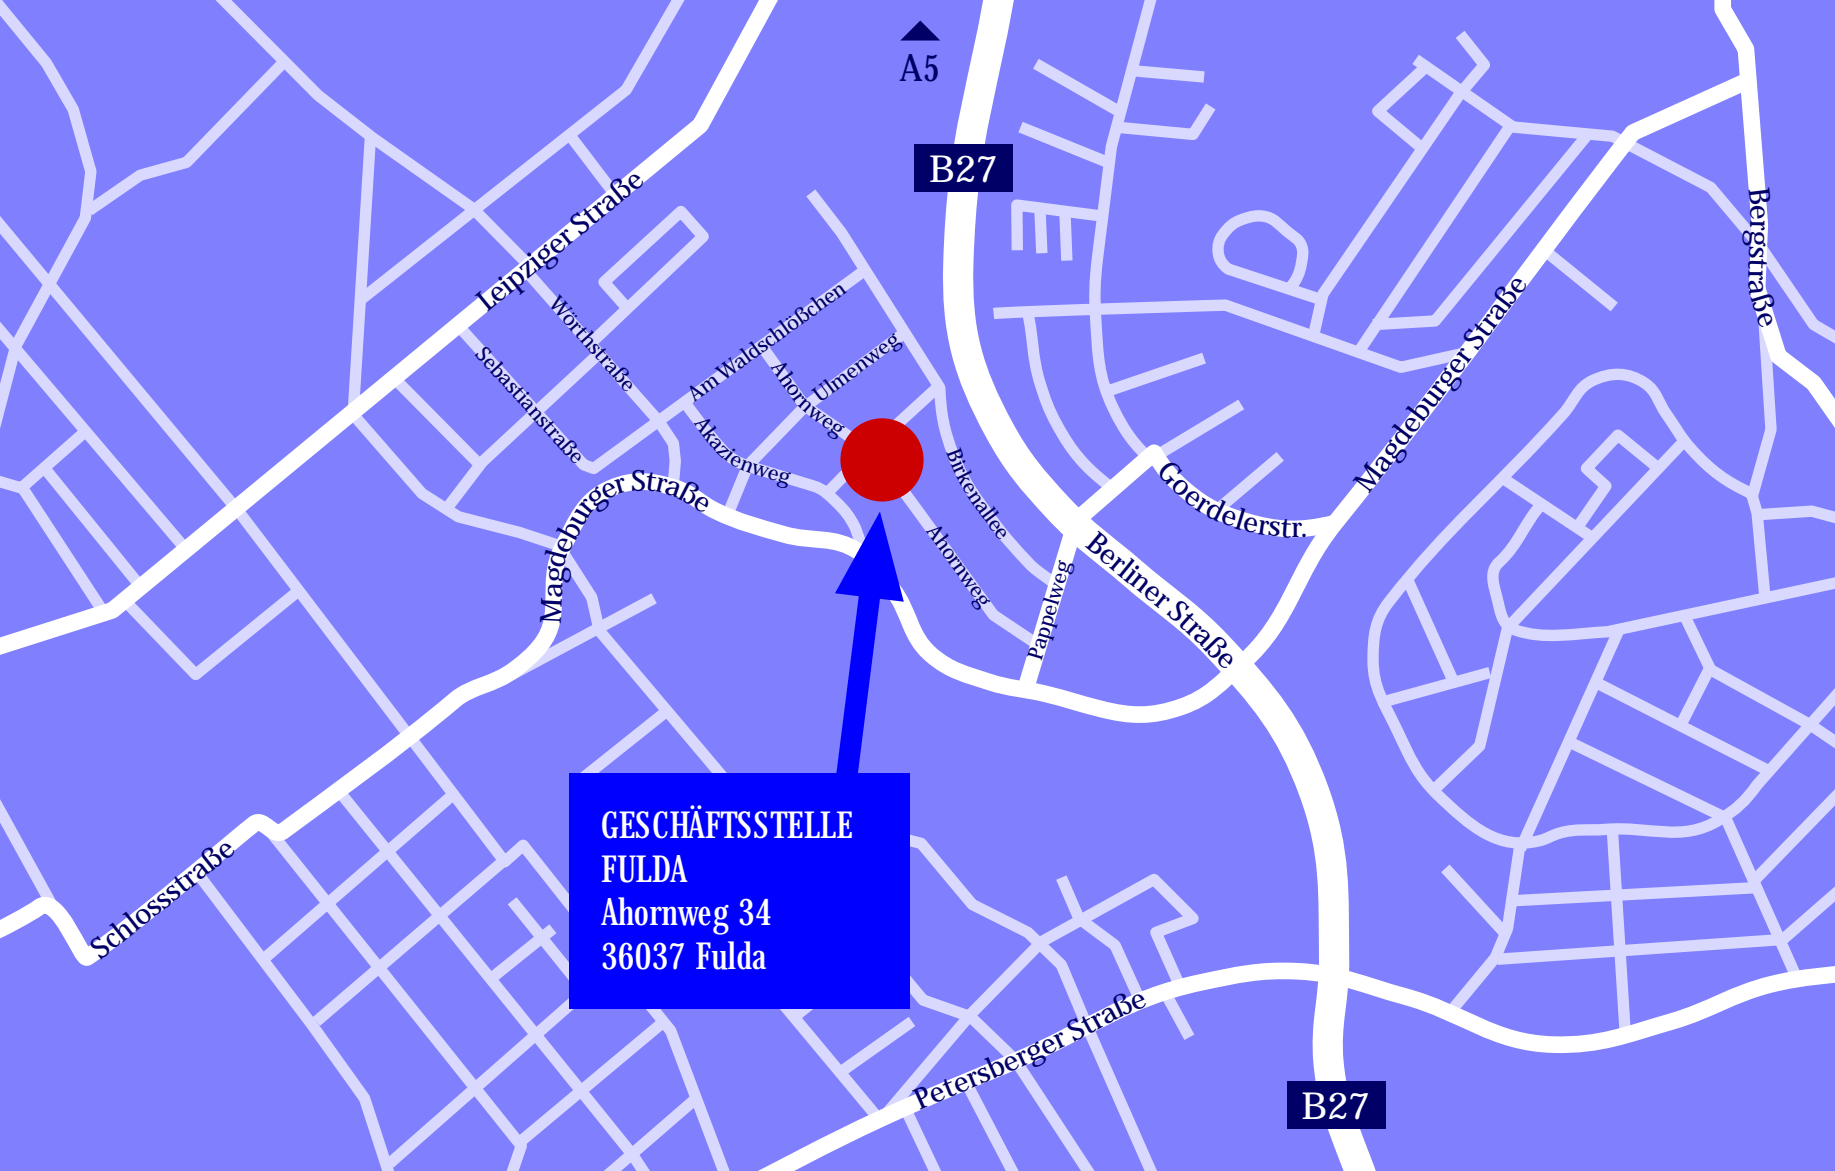 A5
B27
Leipziger Straße
Bergstraße
Wörthstraße
Sebastianstraße
Am Waldschlößchen
Ahornweg
Ulmenweg
Akazienweg
Magdeburger Straße
Magdeburger Straße
Birkenallee
Goerdelerstr.
Ahornweg
Pappelweg
Berliner Straße
Schlossstraße
GESCHÄFTSSTELLE
FULDA
Ahornweg 34
36037 Fulda
Petersberger Straße
B27